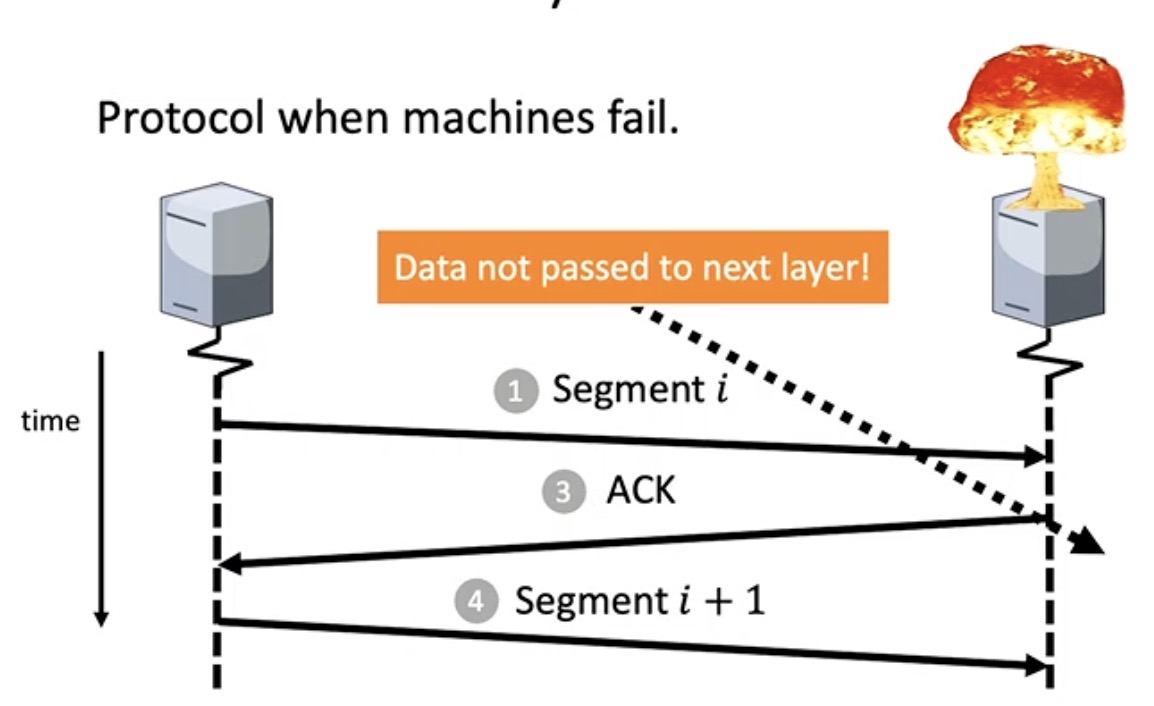 Protocol when machines fail.
Data not passed to next layer!
1 Segment i
time
3 ACK
4 Segment i + 1